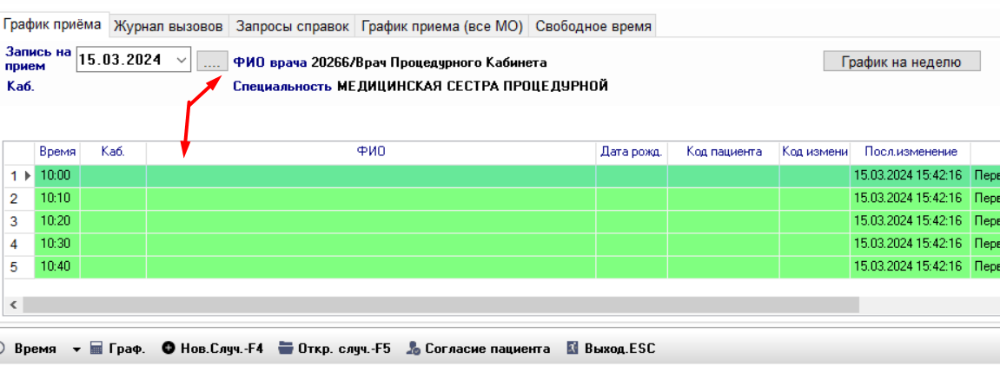 График приёма Журнал вызовов Запросы справок График приема (все МО) Свободное время
Запись на прием 15.03.2024 .... ФИО врача 20266/Врач Процедурного Кабинета График на неделю
Каб. Специальность МЕДИЦИНСКАЯ СЕСТРА ПРОЦЕДУРНОЙ
Время Каб. ФИО Дата рожд. Код пациента Код измени Посл.изменение
1 10:00 15.03.2024 15:42:16 Перв
2 10:10 15.03.2024 15:42:16 Перв
3 10:20 15.03.2024 15:42:16 Перв
4 10:30 15.03.2024 15:42:16 Перв
5 10:40 15.03.2024 15:42:16 Перв
Время Граф. Нов.Случ.-F4 Откр. случ.-F5 Согласие пациента Выход.ESC